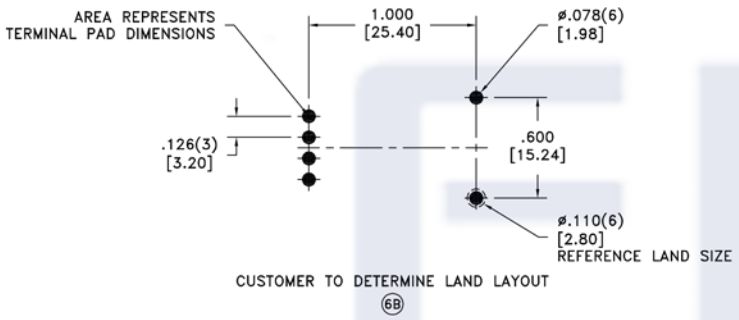 AREA REPRESENTS
TERMINAL PAD DIMENSIONS
1.000
[25.40]
ø.078(6)
[1.98]
.126(3)
[3.20]
.600
[15.24]
ø.110(6)
[2.80]
REFERENCE LAND SIZE
CUSTOMER TO DETERMINE LAND LAYOUT
6B